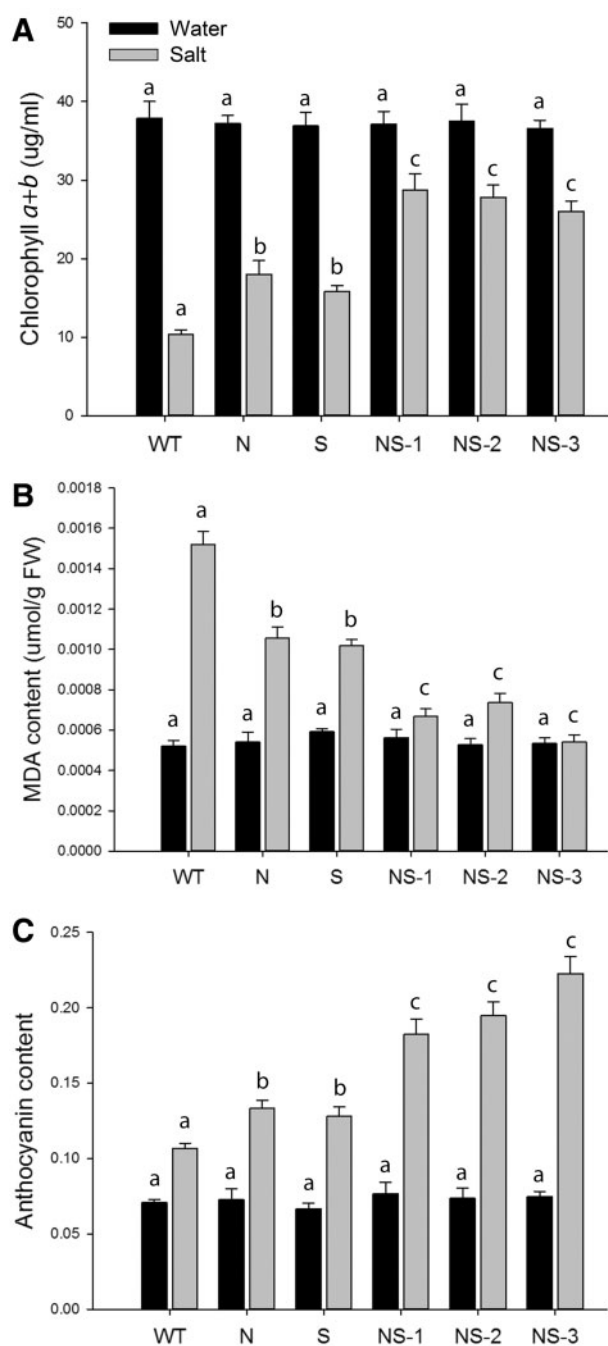 A
Water
Salt
Chlorophyll a+b (ug/ml)
50
40
30
20
10
0
a a a a a a
a b b c c c
WT N S NS-1 NS-2 NS-3
B
MDA content (umol/g FW)
0.0018
0.0016
0.0014
0.0010
0.0008
0.0006
0.0004
0.0002
0.0000
a a a a a a
a b b c c c
WT N S NS-1 NS-2 NS-3
C
Anthocyanin content
0.25
0.20
0.15
0.10
0.05
0.00
a a a a a a
a b b c c c
WT N S NS-1 NS-2 NS-3